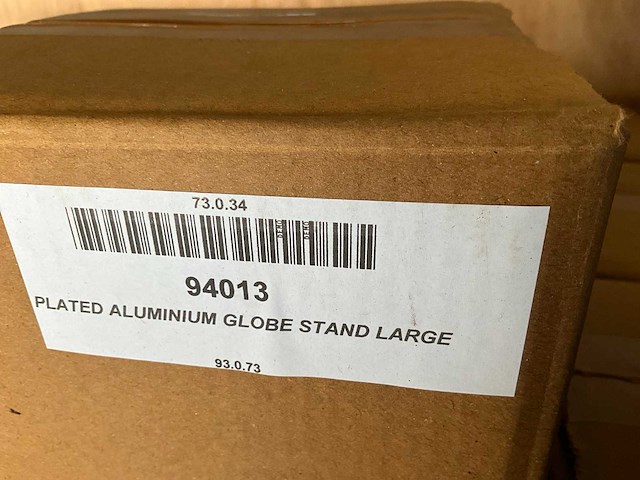 73.0.34
94013
PLATED ALUMINIUM GLOBE STAND LARGE
93.0.73